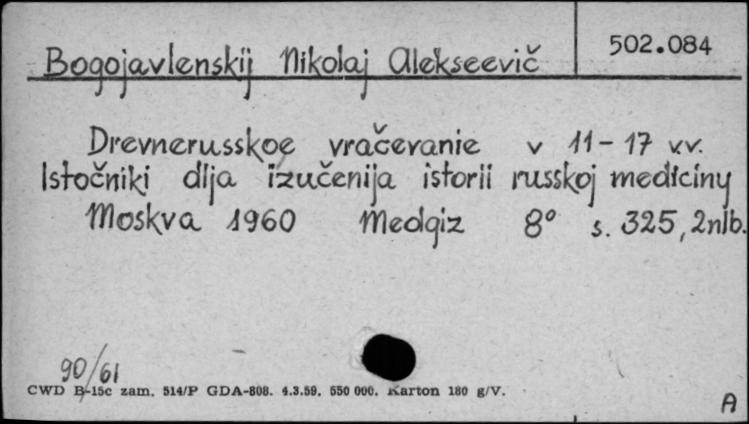 Bogojavlenskij Nikolaj Alekseevič 502.084
Drevnerusskoe vračevanie v 11-17 vv.
Istočniki dlja izučenija istorii russkoj mediciny
Moskva 1960 Medgiz 8° s. 325, 2nlb.
90/61
CWD B-15c zam. 514/P GDA-808. 4.3.59. 550 000. Karton 180 g/V.
A